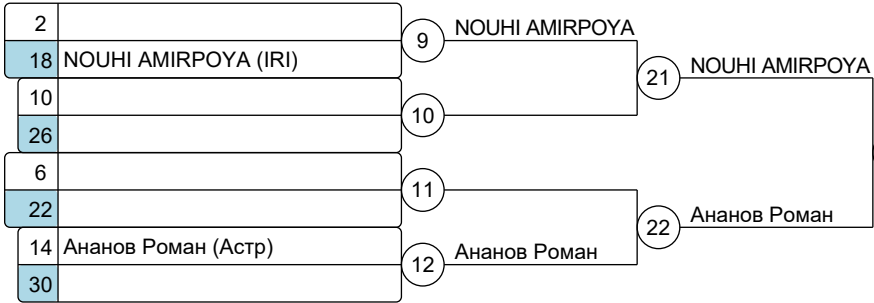 2
9
NOUHI AMIRPOYA
18 NOUHI AMIRPOYA (IRI)
21
NOUHI AMIRPOYA
10
10
26
6
11
22
22
Ананов Роман
14 Ананов Роман (Астр)
12
Ананов Роман
30